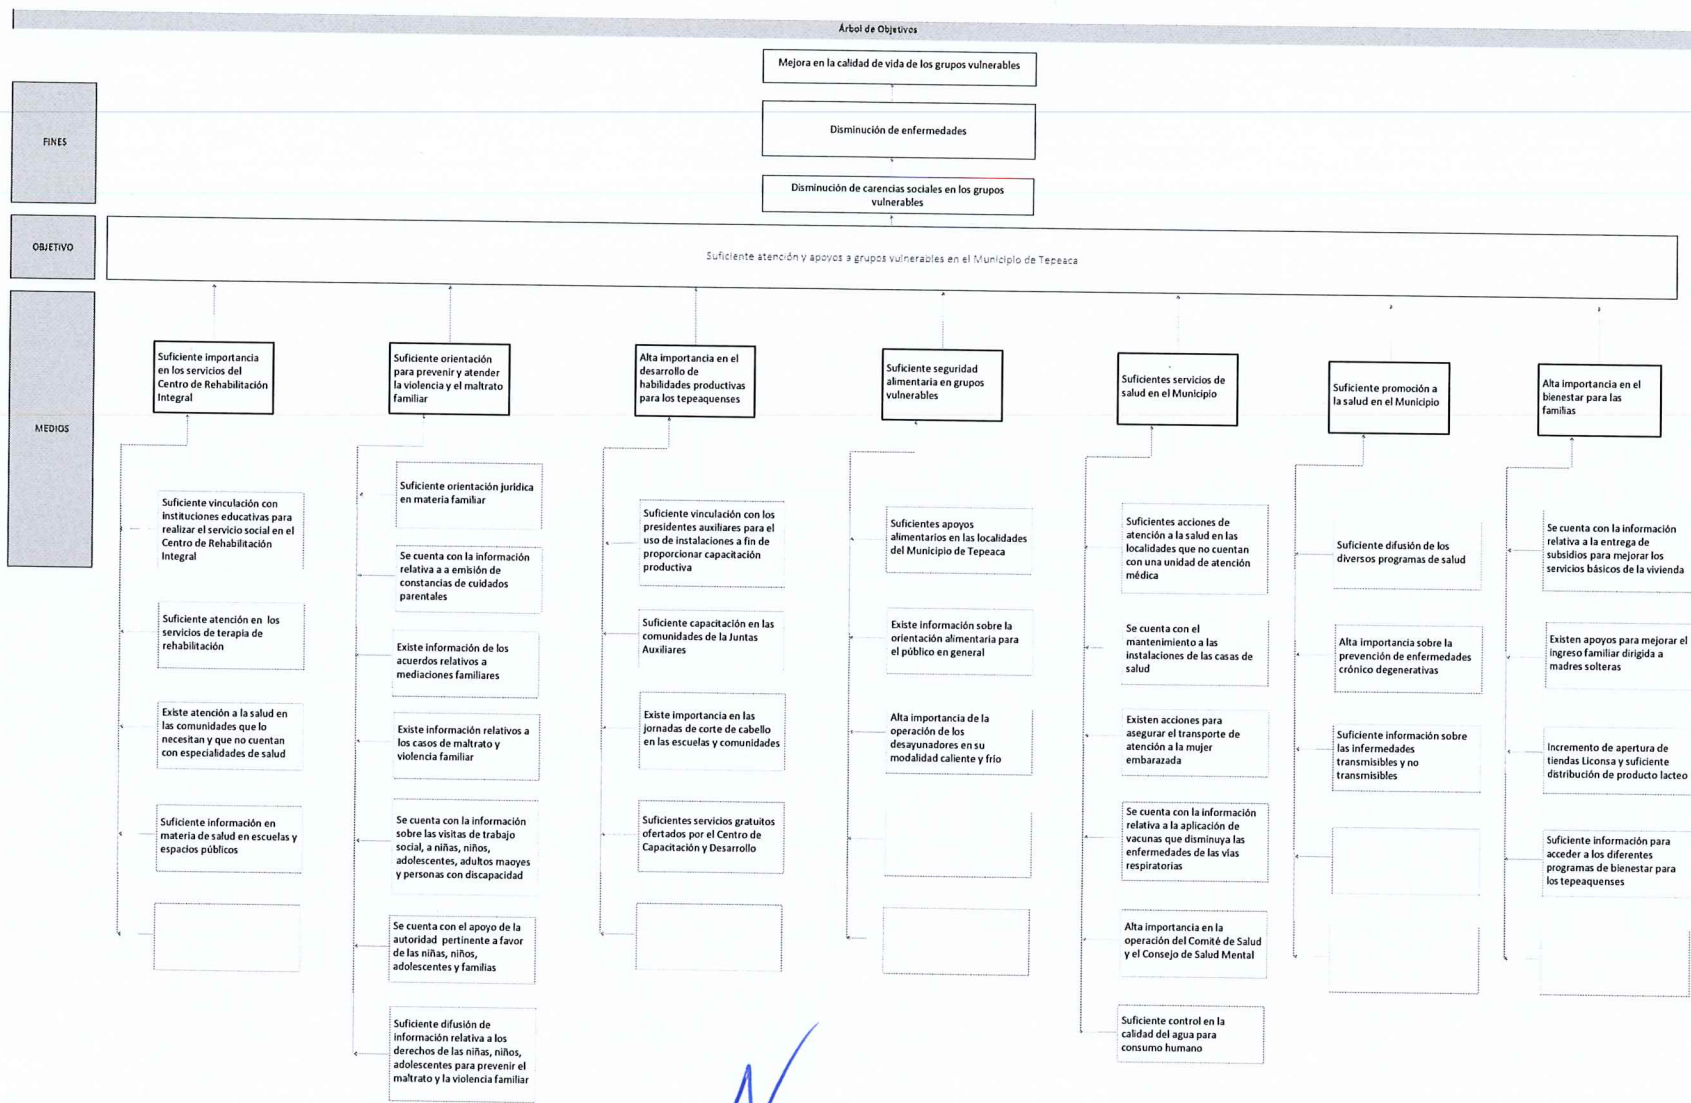 Árbol de Objetivos
Mejora en la calidad de vida de los grupos vulnerables
FINES
Disminución de enfermedades
Disminución de carencias sociales en los grupos
vulnerables
OBJETIVO
Suficiente atención y apoyos a grupos vulnerables en el Municipio de Tepeaca
MEDIOS
Suficiente importancia
en los servicios del
Centro de Rehabilitación
Integral
Suficiente vinculación con
instituciones educativas para
realizar el servicio social en el
Centro de Rehabilitación
Integral
Suficiente atención en los
servicios de terapia de
rehabilitación
Existe atención a la salud en
las comunidades que lo
necesitan y que no cuentan
con especialidades de salud
Suficiente información en
materia de salud en escuelas y
espacios públicos
Suficiente orientación
para prevenir y atender
la violencia y el maltrato
familiar
Suficiente orientación jurídica
en materia familiar
Se cuenta con la información
relativa a a emisión de
constancias de cuidados
parentales
Existe información de los
acuerdos relativos a
mediaciones familiares
Existe información relativos a
los casos de maltrato y
violencia familiar
Se cuenta con la información
sobre las visitas de trabajo
social, a niñas, niños,
adolescentes, adultos maoyes
y personas con discapacidad
Se cuenta con el apoyo de la
autoridad pertinente a favor
de las niñas, niños,
adolescentes y familias
Suficiente difusión de
información relativa a los
derechos de las niñas, niños,
adolescentes para prevenir el
maltrato y la violencia familiar
Alta importancia en el
desarrollo de
habilidades productivas
para los tepeaquenses
Suficiente vinculación con los
presidentes auxiliares para el
uso de instalaciones a fin de
proporcionar capacitación
productiva
Suficiente capacitación en las
comunidades de la Juntas
Auxiliares
Existe importancia en las
jornadas de corte de cabello
en las escuelas y comunidades
Suficientes servicios gratuitos
ofertados por el Centro de
Capacitación y Desarrollo
Suficiente seguridad
alimentaria en grupos
vulnerables
Suficientes apoyos
alimentarios en las localidades
del Municipio de Tepeaca
Existe información sobre la
orientación alimentaria para
el público en general
Alta importancia de la
operación de los
desayunadores en su
modalidad caliente y frio
Suficientes servicios de
salud en el Municipio
Suficientes acciones de
atención a la salud en las
localidades que no cuentan
con una unidad de atención
médica
Se cuenta con el
mantenimiento a las
instalaciones de las casas de
salud
Existen acciones para
asegurar el transporte de
atención a la mujer
embarazada
Se cuenta con la información
relativa a la aplicación de
vacunas que disminuya las
enfermedades de las vías
respiratorias
Alta importancia en la
operación del Comité de Salud
y el Consejo de Salud Mental
Suficiente control en la
calidad del agua para
consumo humano
Suficiente promoción a
la salud en el Municipio
Suficiente difusión de los
diversos programas de salud
Alta importancia sobre la
prevención de enfermedades
crónico degenerativas
Suficiente información sobre
las infermedades
transmisibles y no
transmisibles
Alta importancia en el
bienestar para las
familias
Se cuenta con la información
relativa a la entrega de
subsidios para mejorar los
servicios básicos de la vivienda
Existen apoyos para mejorar el
ingreso familiar dirigida a
madres solteras
Incremento de apertura de
tiendas Liconsa y suficiente
distribución de producto lacteo
Suficiente información para
acceder a los diferentes
programas de bienestar para
los tepeaquenses